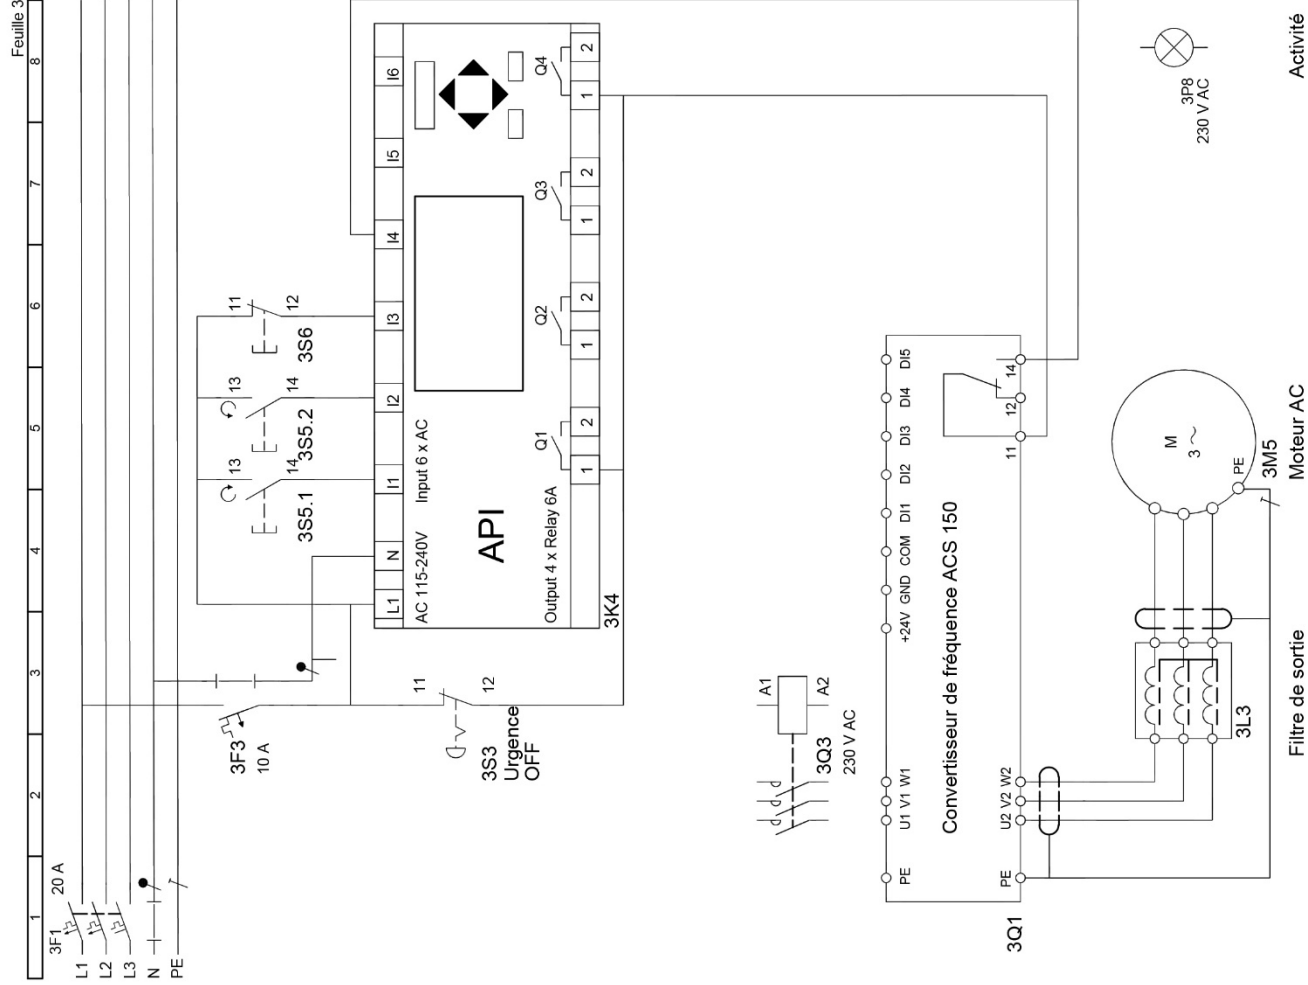 Feuille 3
1 2 3 4 5 6 7 8
3F1
20 A
L1
L2
L3
N
PE
3F3
10 A
3S3
Urgence
OFF
11
12
3S5.1
13
14
3S5.2
13
14
3S6
11
12
L1 N I1 I2 I3 I4 I5 I6
AC 115-240V Input 6 x AC
API
Output 4 x Relay 6A
Q1 Q2 Q3 Q4
1 2 1 2 1 2 1 2
3K4
A1
A2
3Q3
230 V AC
PE U1 V1 W1 +24V GND COM DI1 DI2 DI3 DI4 DI5
Convertisseur de fréquence ACS 150
PE U2 V2 W2 11 12 14
3Q1
3L3
M
3 ~
PE
3M5
3P8
230 V AC
Filtre de sortie
Moteur AC
Activité